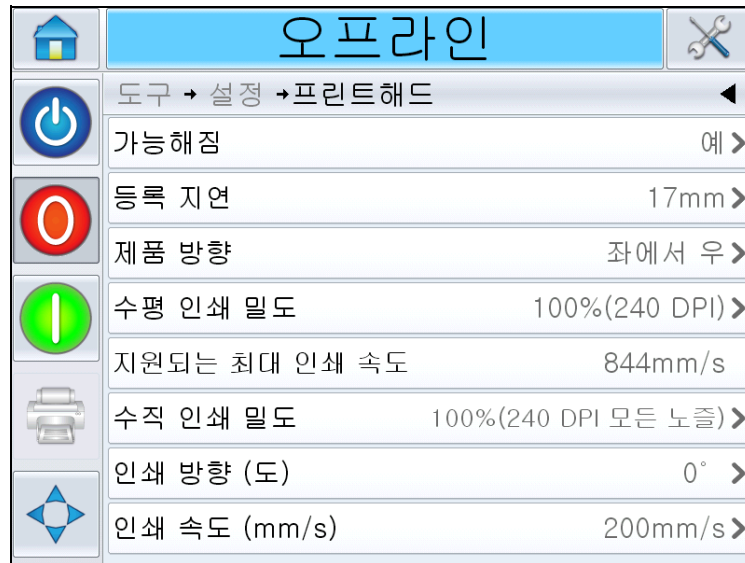 오프라인
도구 → 설정 →프린트해드
가능해짐 예
등록 지연 17mm
제품 방향 좌에서 우
수평 인쇄 밀도 100%(240 DPI)
지원되는 최대 인쇄 속도 844mm/s
수직 인쇄 밀도 100%(240 DPI 모든 노즐)
인쇄 방향 (도) 0°
인쇄 속도 (mm/s) 200mm/s